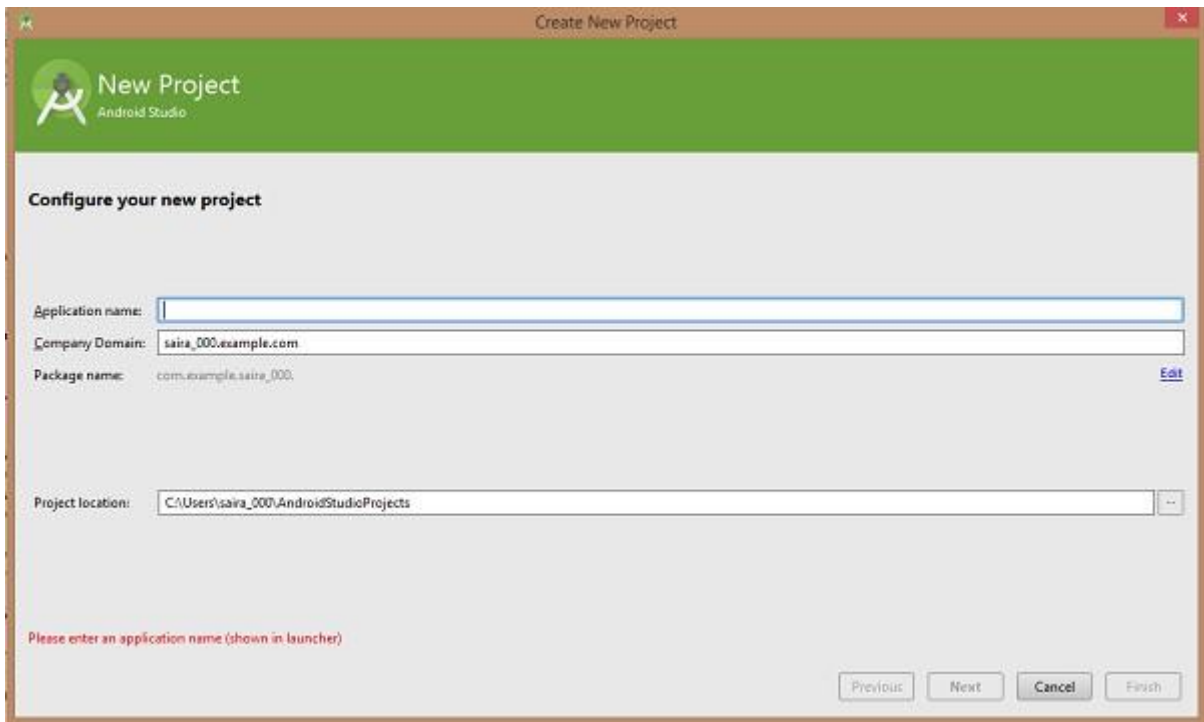 Create New Project
New Project
Android Studio
Configure your new project
Application name:
Company Domain: saira_000.example.com
Package name: com.example.saira_000. Edit
Project location: C:\Users\saira_000\AndroidStudioProjects ...
Please enter an application name (shown in launcher)
Previous Next Cancel Finish